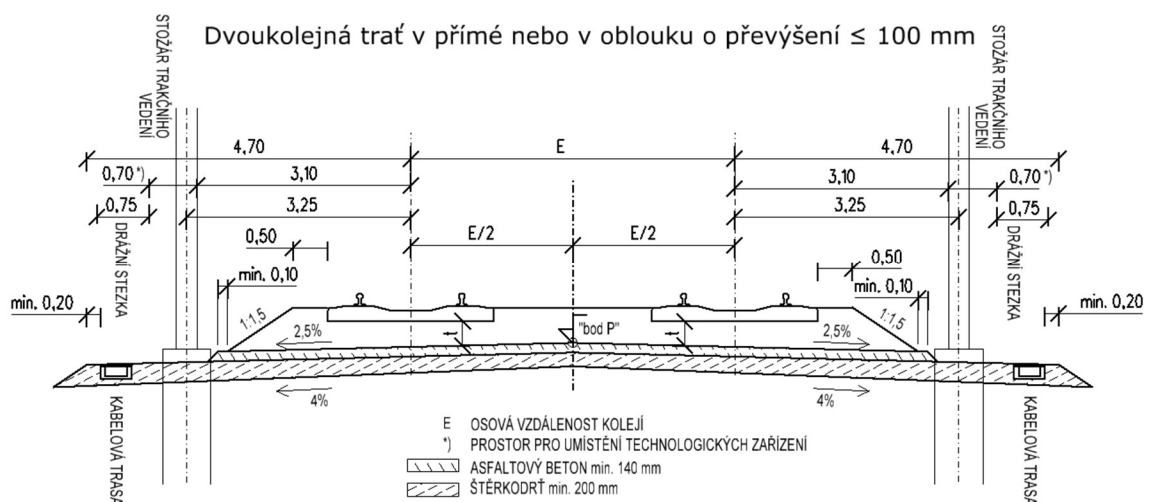 Dvoukolejná trať v přímé nebo v oblouku o převýšení ≤ 100 mm
STOŽÁR TRAKČNÍHO
VEDENÍ
STOŽÁR TRAKČNÍHO
VEDENÍ
4,70
E
4,70
0,70 *)
3,10
3,10
0,70 *)
0,75
3,25
3,25
0,75
DRÁŽNÍ STEZKA
DRÁŽNÍ STEZKA
E/2
E/2
0,50
0,50
min. 0,10
min. 0,10
min. 0,20
min. 0,20
1:1,5
1:1,5
2,5%
t
"bod P"
t
2,5%
4%
4%
KABELOVÁ TRASA
KABELOVÁ TRASA
E OSOVÁ VZDÁLENOST KOLEJÍ
*) PROSTOR PRO UMÍSTĚNÍ TECHNOLOGICKÝCH ZAŘÍZENÍ
ASFALTOVÝ BETON min. 140 mm
ŠTĚRKODRŤ min. 200 mm